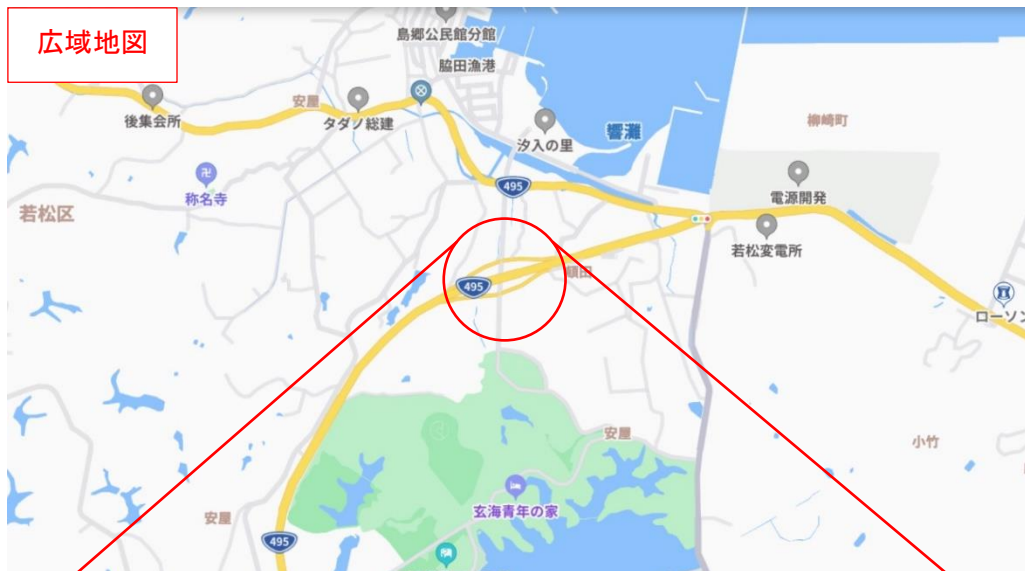 広域地図
島郷公民館分館
脇田漁港
安屋
後集会所
タダノ総建
汐入の里
響灘
柳崎町
称名寺
495
電源開発
若松区
若松変電所
頓田
495
ローソン
安屋
小竹
玄海青年の家
安屋
495